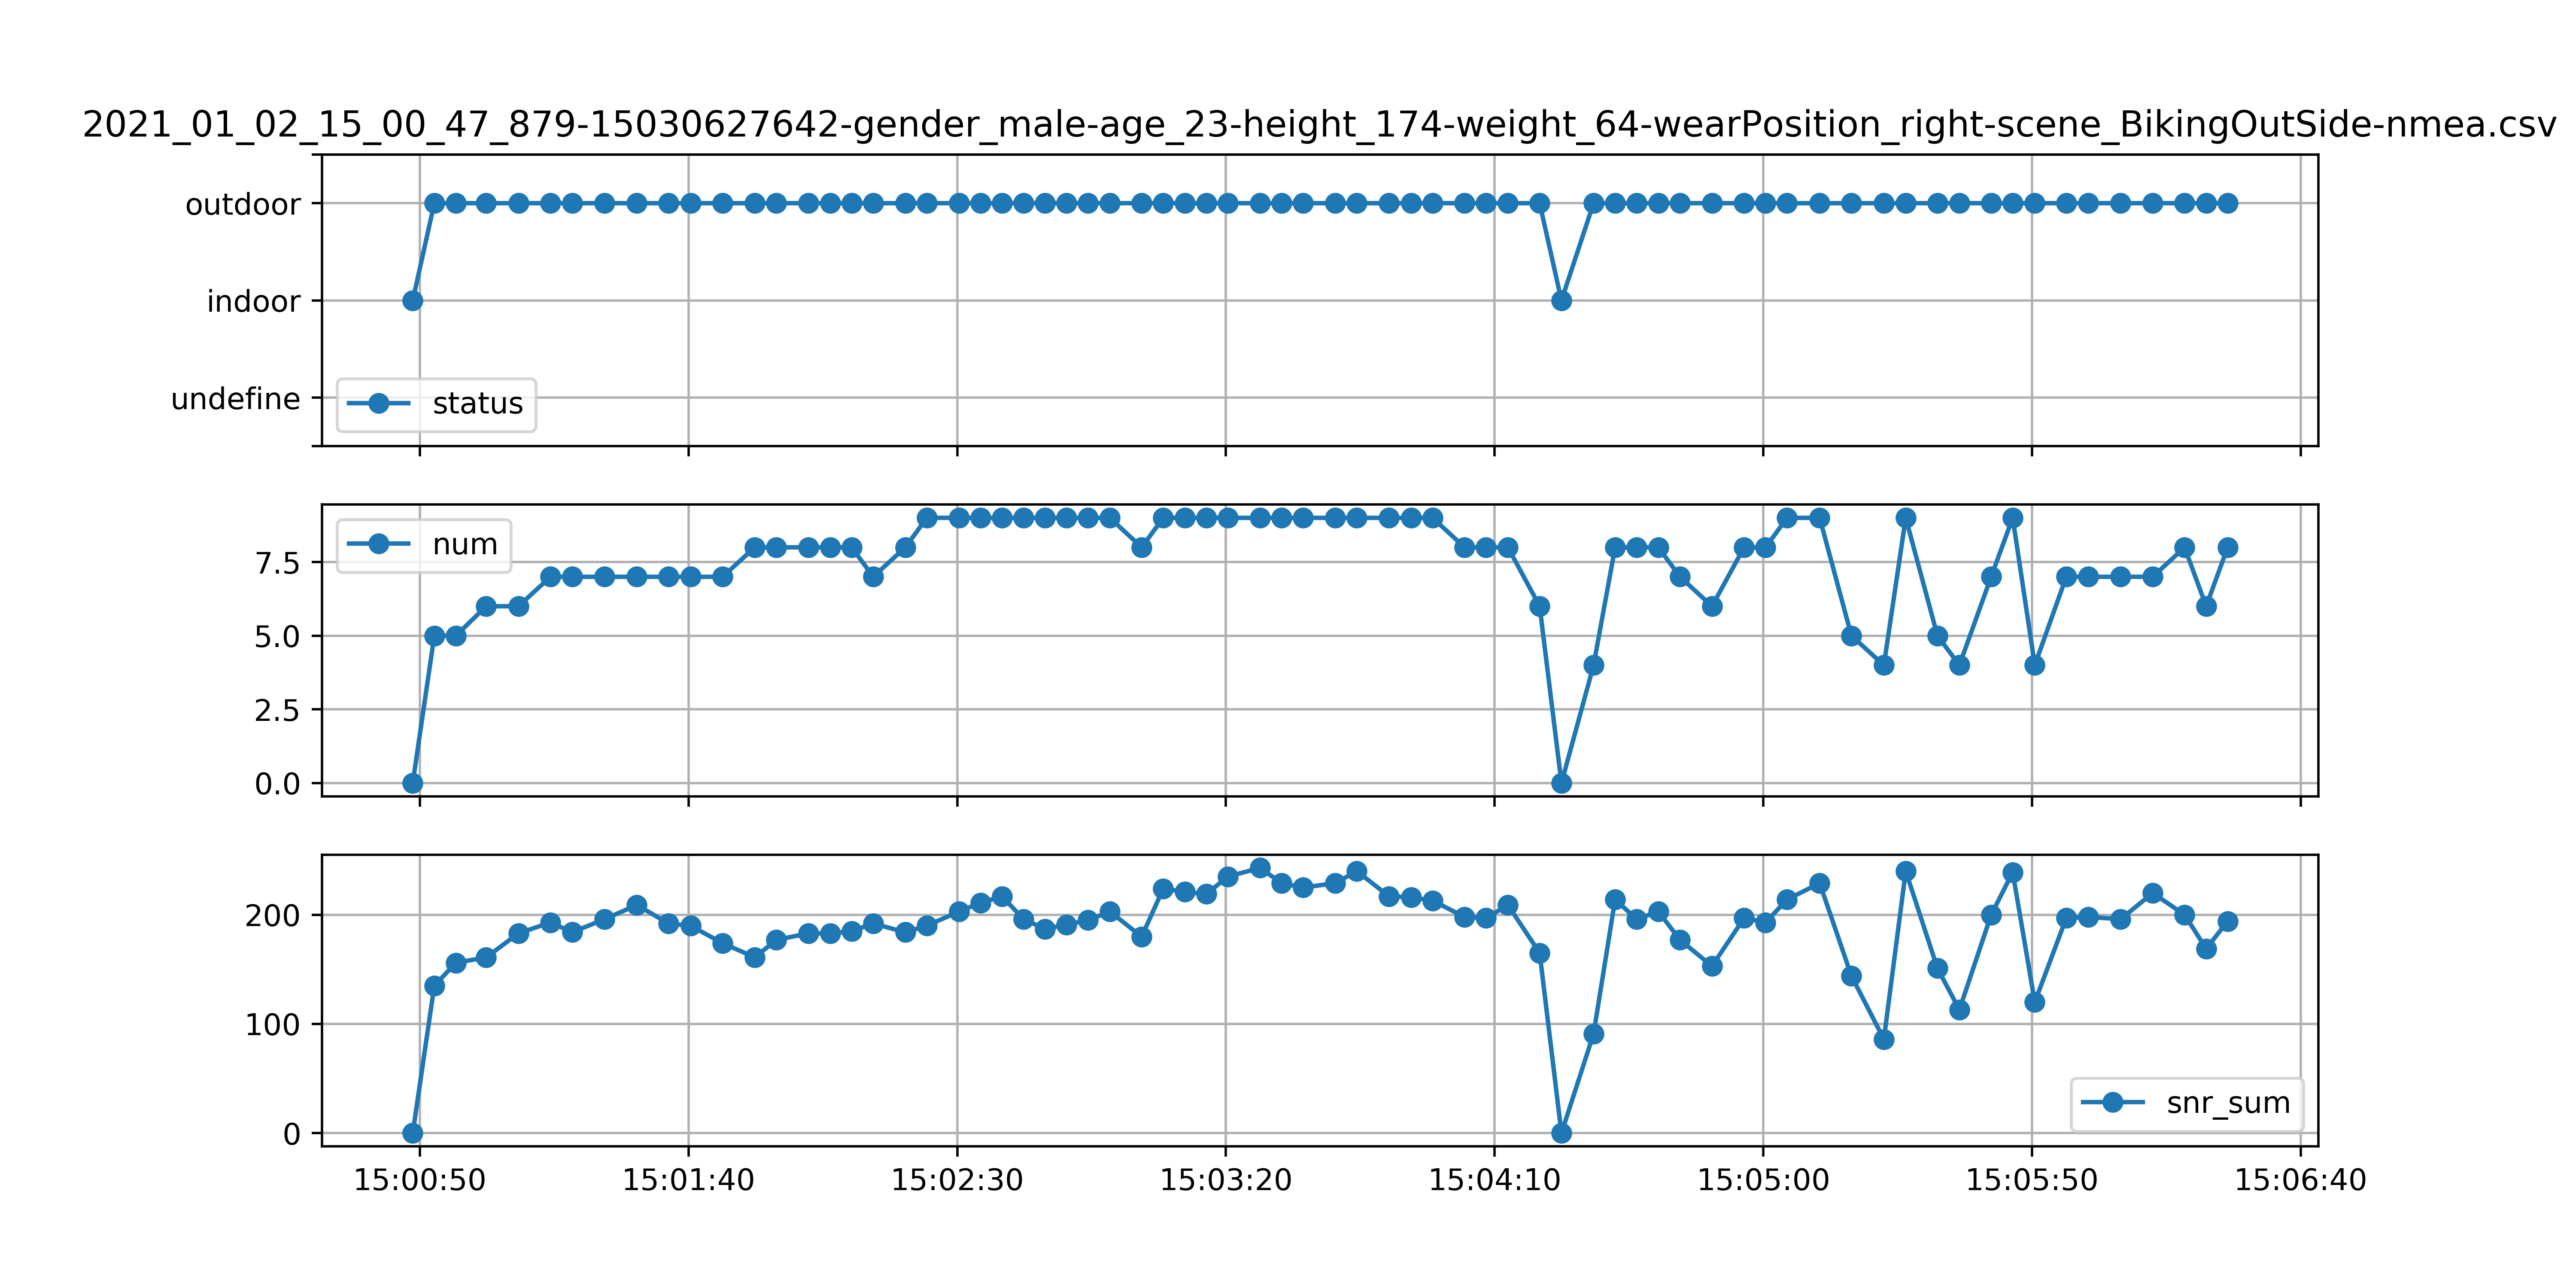 2021_01_02_15_00_47_879-15030627642-gender_male-age_23-height_174-weight_64-wearPosition_right-scene_BikingOutSide-nmea.csv
outdoor
indoor
undefine
status
num
7.5
5.0
2.5
0.0
200
100
0
snr_sum
15:00:50 15:01:40 15:02:30 15:03:20 15:04:10 15:05:00 15:05:50 15:06:40